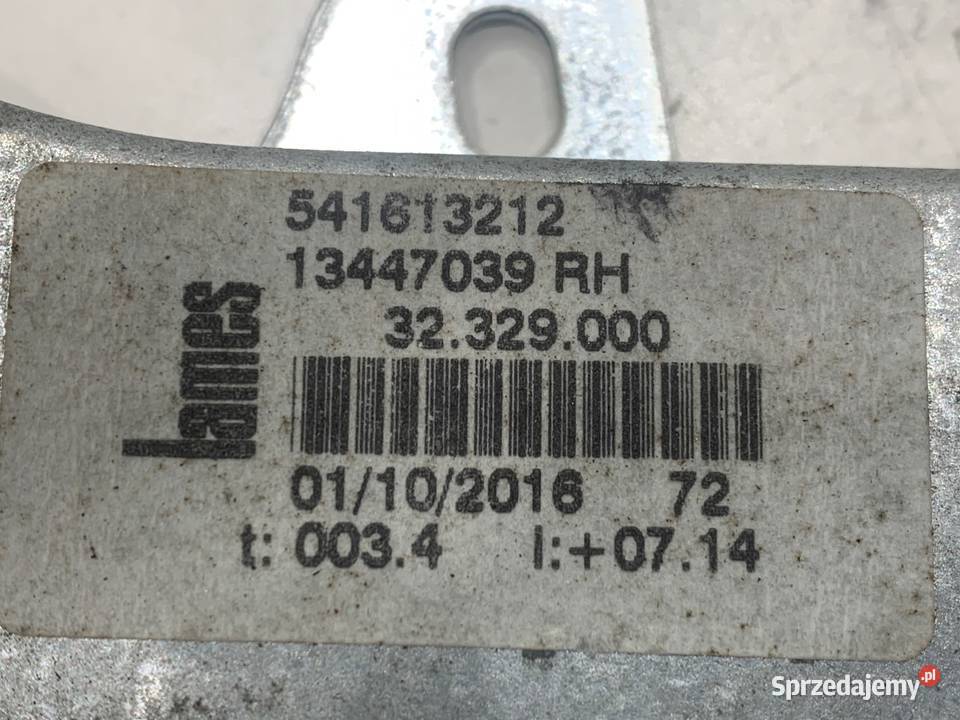 541613212
13447039 RH
32.329.000
Lames
01/10/2016 72
t: 003.4 l:+07.14
Sprzedajemy.pl